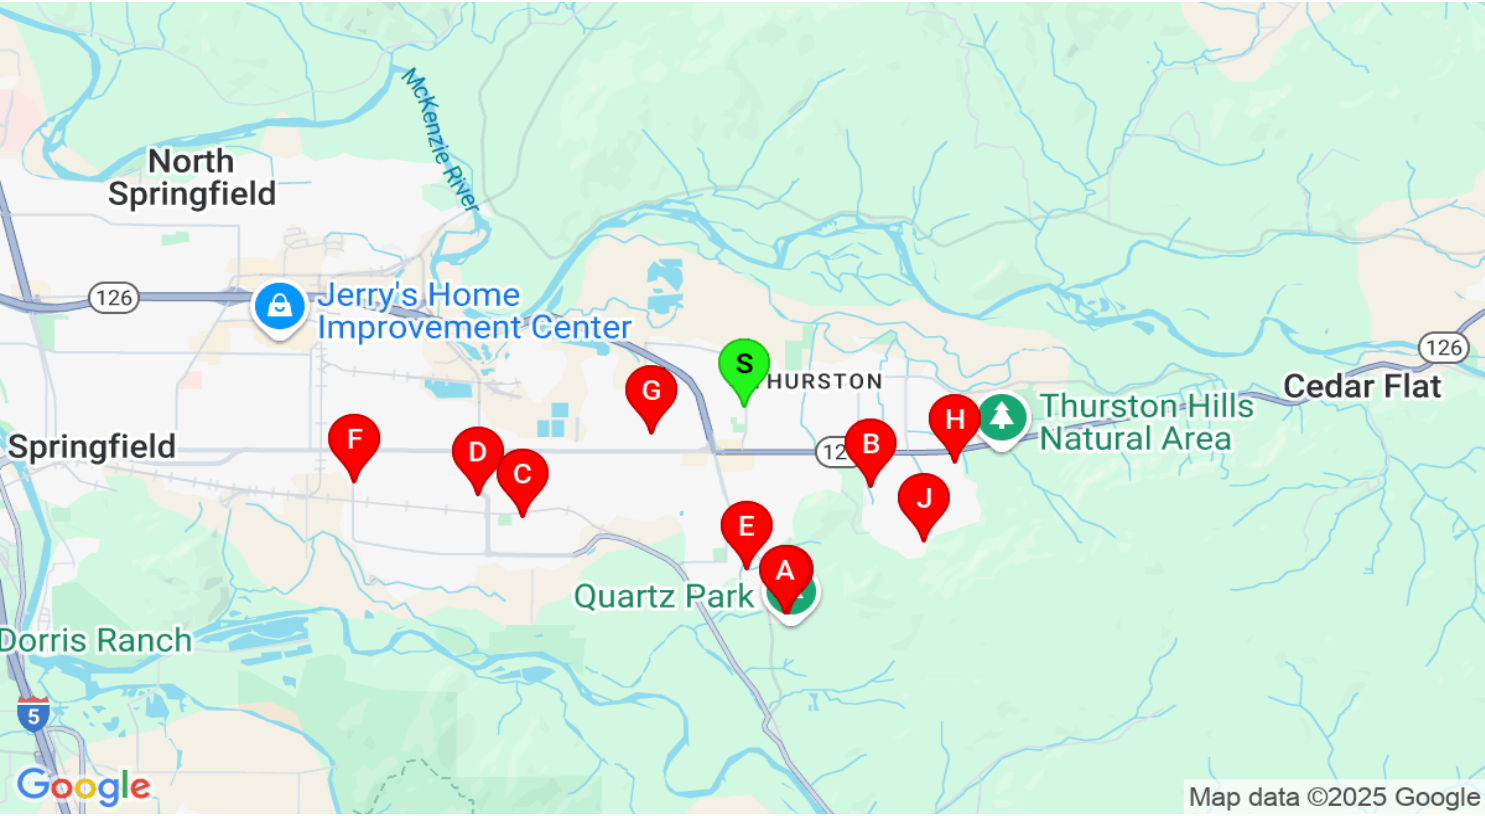 McKenzie River
North
Springfield
126
Jerry's Home
Improvement Center
S
HURSTON
126
Cedar Flat
G
Thurston Hills
Natural Area
H
F
Springfield
D
B
12
C
J
E
A
Quartz Park
Dorris Ranch
5
Google
Map data ©2025 Google